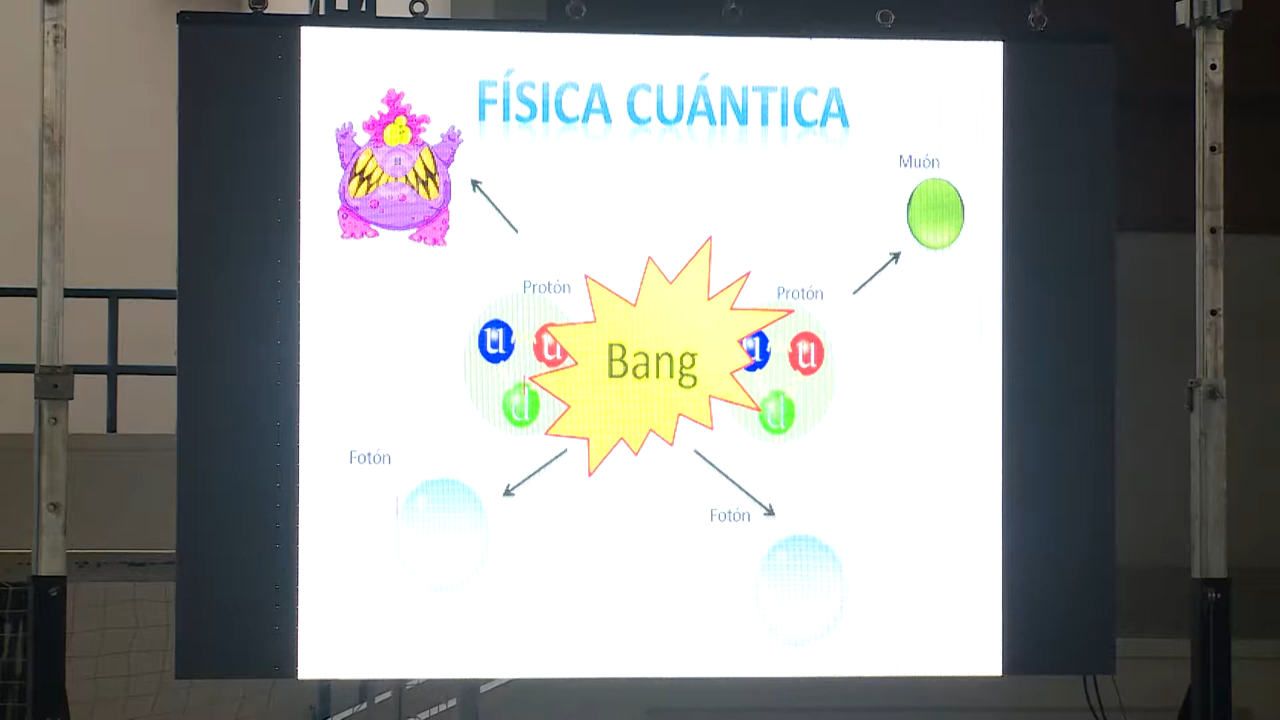 FÍSICA CUÁNTICA
Muón
Protón
Protón
u
u
u
u
Bang
d
d
Fotón
Fotón